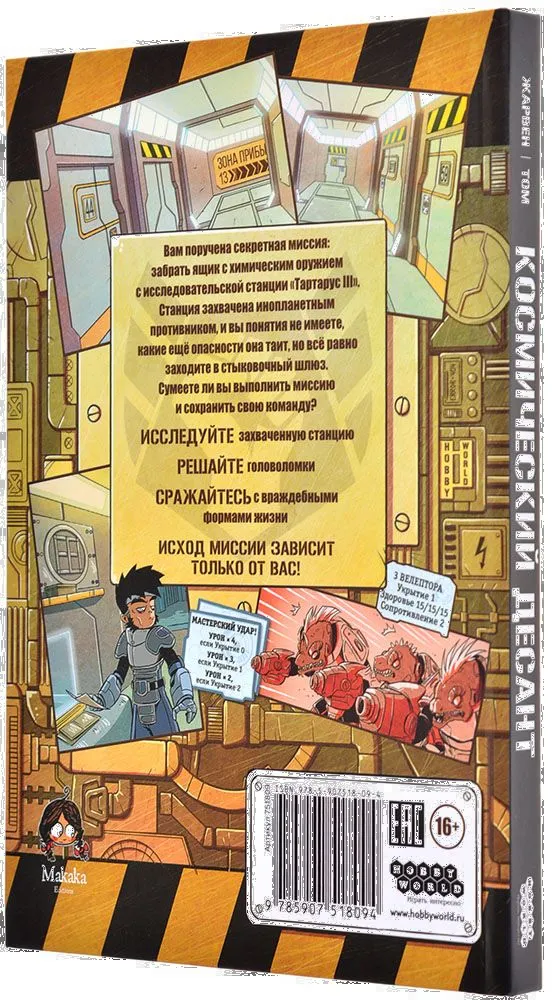 ЗОНА ПРИБЫ
13
Вам поручена секретная миссия:
забрать ящик с химическим оружием
с исследовательской станции «Тартарус III».
Станция захвачена инопланетным
противником, и вы понятия не имеете,
какие ещё опасности она таит, но всё равно
заходите в стыковочный шлюз.
Сумеете ли вы выполнить миссию
и сохранить свою команду?
ИССЛЕДУЙТЕ захваченную станцию
РЕШАЙТЕ головоломки
СРАЖАЙТЕСЬ с враждебными
формами жизни
ИСХОД МИССИИ ЗАВИСИТ
ТОЛЬКО ОТ ВАС!
МАСТЕРСКИЙ УДАР!
УРОН × 4,
если Укрытие 0
УРОН × 3,
если Укрытие 1
УРОН × 2,
если Укрытие 2
3 ВЕЛЕПТОРА
Укрытие 1
Здоровье 15/15/15
Сопротивление 2
HOBBY
WORLD
Makaka
Editions
Артикул 751809
ISBN 978-5-907518-09-4
9 785907 518094
EAC
16+
HOBBY
WORLD
Играть интересно
www.hobbyworld.ru
ЖАРВЕН | ТОМ
КОСМИЧЕСКИЙ ДЕСАНТ